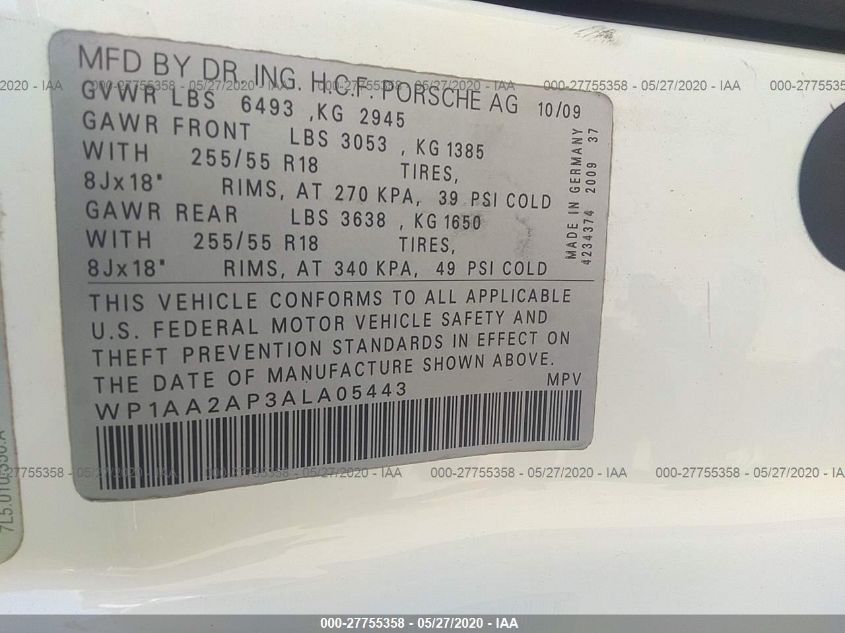 MFD BY DR. ING. H.C.F. PORSCHE AG 10/09
GVWR LBS 6493 ,KG 2945
GAWR FRONT LBS 3053 , KG 1385
WITH 255/55 R18 TIRES,
8Jx18" RIMS, AT 270 KPA, 39 PSI COLD
GAWR REAR LBS 3638 , KG 1650
WITH 255/55 R18 TIRES,
8Jx18" RIMS, AT 340 KPA, 49 PSI COLD
MADE IN GERMANY
4234374 2009 37
THIS VEHICLE CONFORMS TO ALL APPLICABLE
U.S. FEDERAL MOTOR VEHICLE SAFETY AND
THEFT PREVENTION STANDARDS IN EFFECT ON
THE DATE OF MANUFACTURE SHOWN ABOVE.
WP1AA2AP3ALA05443 MPV
000-27755358 - 05/27/2020 - IAA